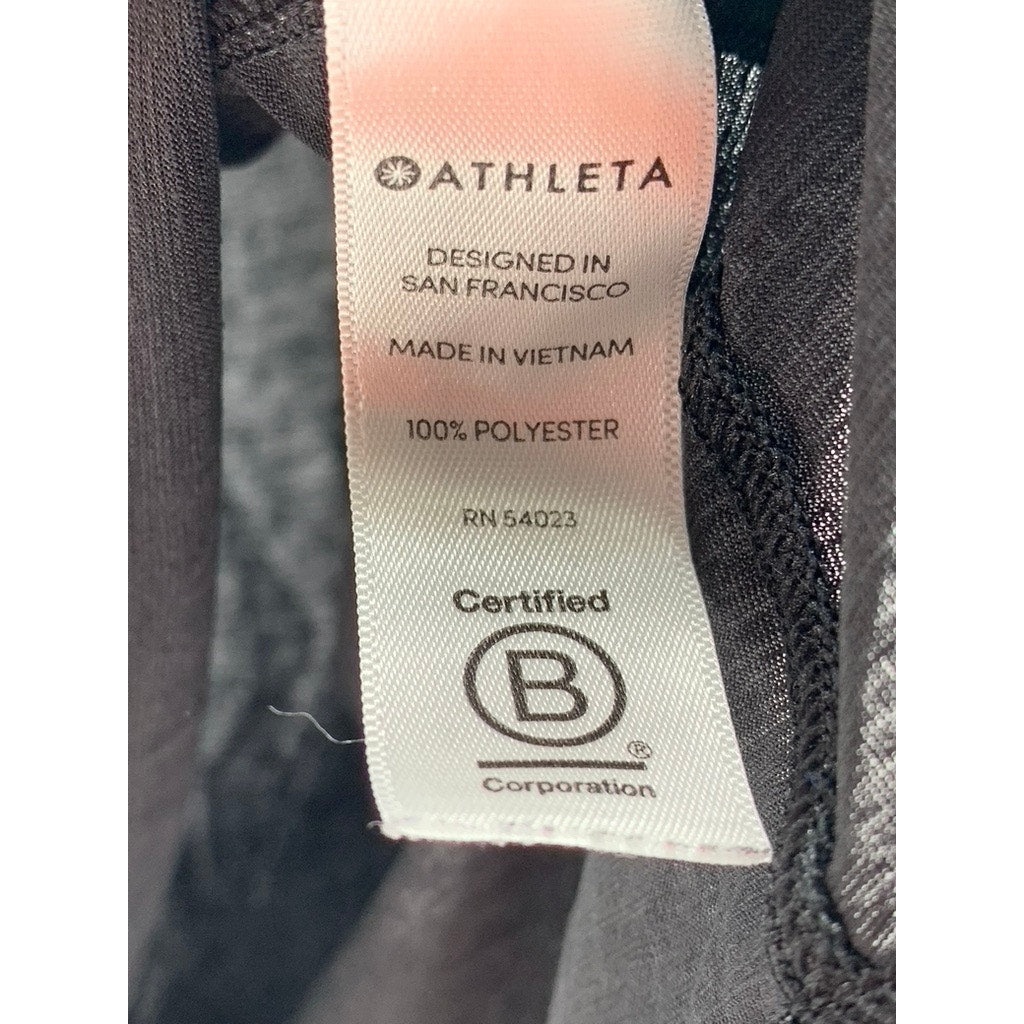 ATHLETA
DESIGNED IN
SAN FRANCISCO
MADE IN VIETNAM
100% POLYESTER
RN 54023
Certified
B
®
Corporation